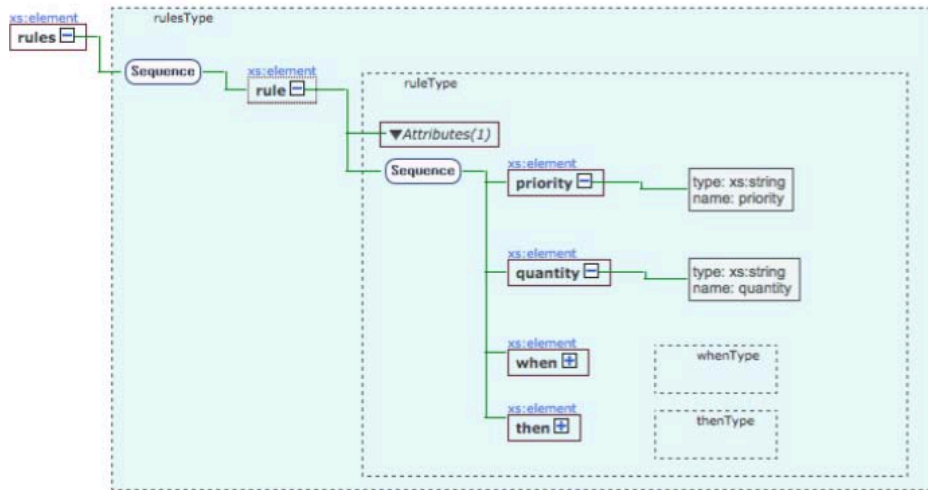 xs:element
rules
rulesType
Sequence
xs:element
rule
ruleType
Attributes(1)
Sequence
xs:element
priority
type: xs:string
name: priority
xs:element
quantity
type: xs:string
name: quantity
xs:element
when
whenType
xs:element
then
thenType